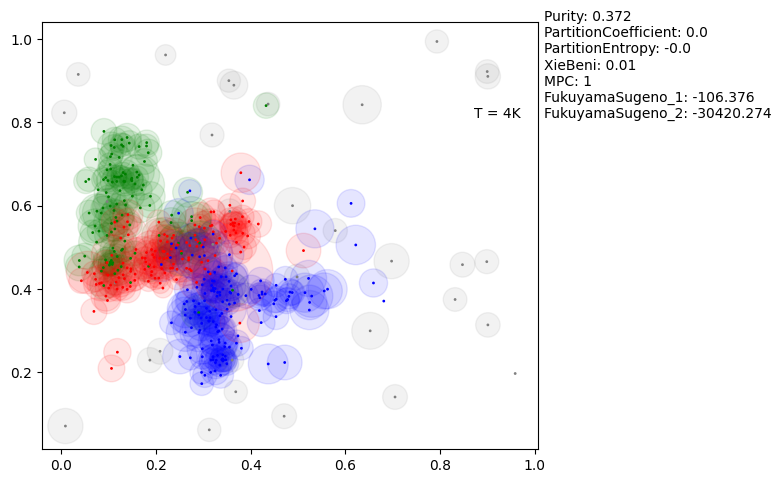 Purity: 0.372
PartitionCoefficient: 0.0
PartitionEntropy: -0.0
XieBeni: 0.01
MPC: 1
FukuyamaSugeno_1: -106.376
FukuyamaSugeno_2: -30420.274
T = 4K
1.0
0.8
0.6
0.4
0.2
0.0 0.2 0.4 0.6 0.8 1.0